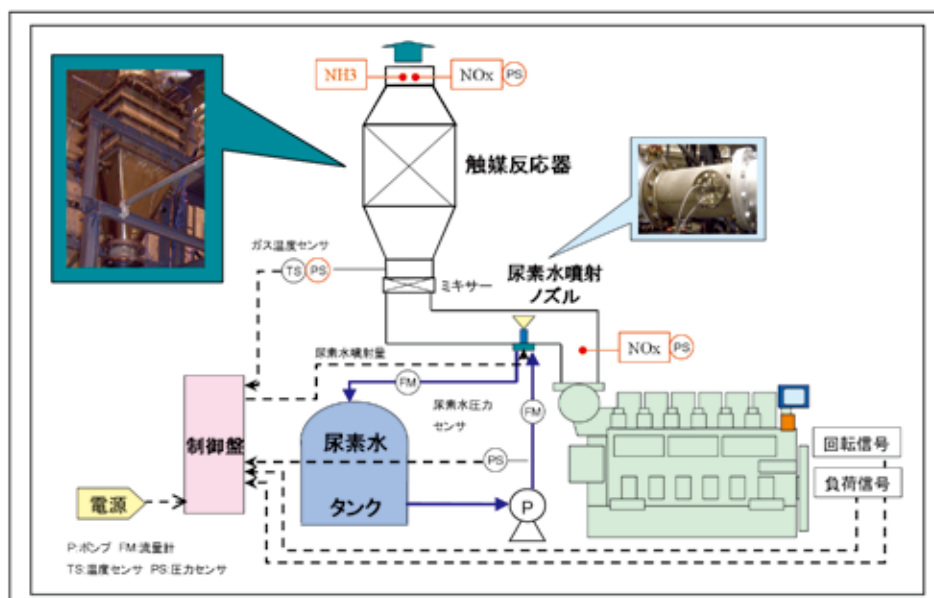 NH3
NOx
PS
触媒反応器
ガス温度センサ
TS
PS
ミキサー
尿素水噴射
ノズル
NOx
PS
尿素水噴射量
FM
尿素水圧力
センサ
FM
制御盤
尿素水
タンク
PS
P
回転信号
負荷信号
電源
P:ポンプ FM:流量計
TS:温度センサ PS:圧力センサ